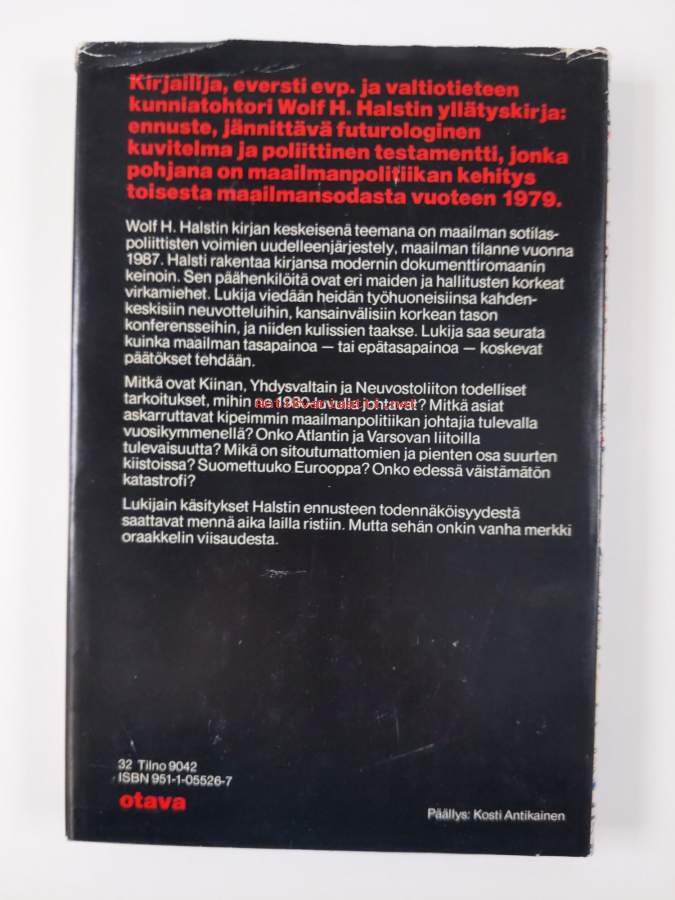 Kirjailija, eversti evp. ja valtiotieteen
kunniatohtori Wolf H. Halstin yllätyskirja:
ennuste, jännittävä futurologinen
kuvitelma ja poliittinen testamentti, jonka
pohjana on maailmanpolitiikan kehitys
toisesta maailmansodasta vuoteen 1979.
Wolf H. Halstin kirjan keskeisenä teemana on maailman sotilas-
poliittisten voimien uudelleenjärjestely, maailman tilanne vuonna
1987. Halsti rakentaa kirjansa modernin dokumenttiromaanin
keinoin. Sen päähenkilöitä ovat eri maiden ja hallitusten korkeat
virkamiehet. Lukija viedään heidän työhuoneisiinsa kahden-
keskisiin neuvotteluihin, kansainvälisiin korkean tason
konferensseihin, ja niiden kulissien taakse. Lukija saa seurata
kuinka maailman tasapainoa — tai epätasapainoa — koskevat
päätökset tehdään.
Mitkä ovat Kiinan, Yhdysvaltain ja Neuvostoliiton todelliset
tarkoitukset, mihin ne 1980-luvulla johtavat? Mitkä asiat
askarruttavat kipeimmin maailmanpolitiikan johtajia tulevalla
vuosikymmenellä? Onko Atlantin ja Varsovan liitoilla
tulevaisuutta? Mikä on sitoutumattomien ja pienten osa suurten
kiistoissa? Suomettuuko Eurooppa? Onko edessä väistämätön
katastrofi?
Lukijain käsitykset Halstin ennusteen todennäköisyydestä
saattavat mennä aika lailla ristiin. Mutta sehän onkin vanha merkki
oraakkelin viisaudesta.
32 Tilno 9042
ISBN 951-1-05526-7
otava
Päällys: Kosti Antikainen